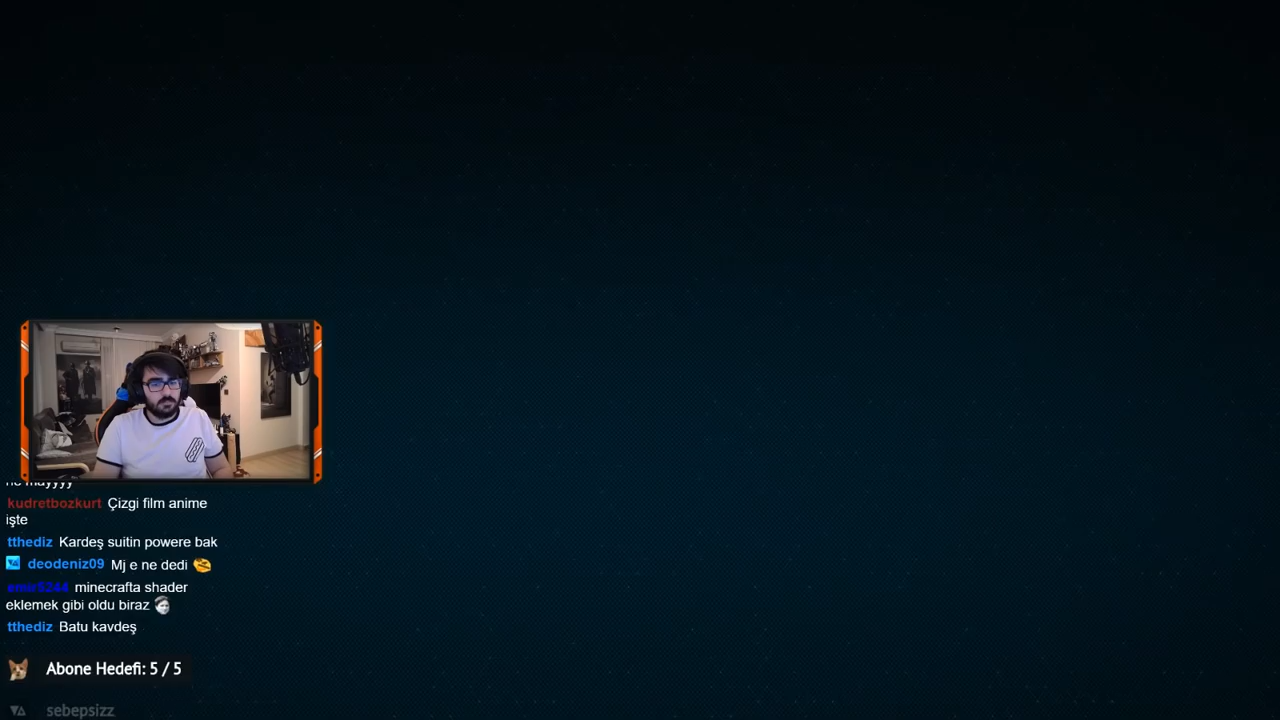 kudretbozkurt Çizgi film anime
işte
tthediz Kardeş suitin powere bak
deodeniz09 Mj e ne dedi
emir5244 minecrafta shader
eklemek gibi oldu biraz
tthediz Batu kavdeş
Abone Hedefi: 5 / 5
sebepsizz